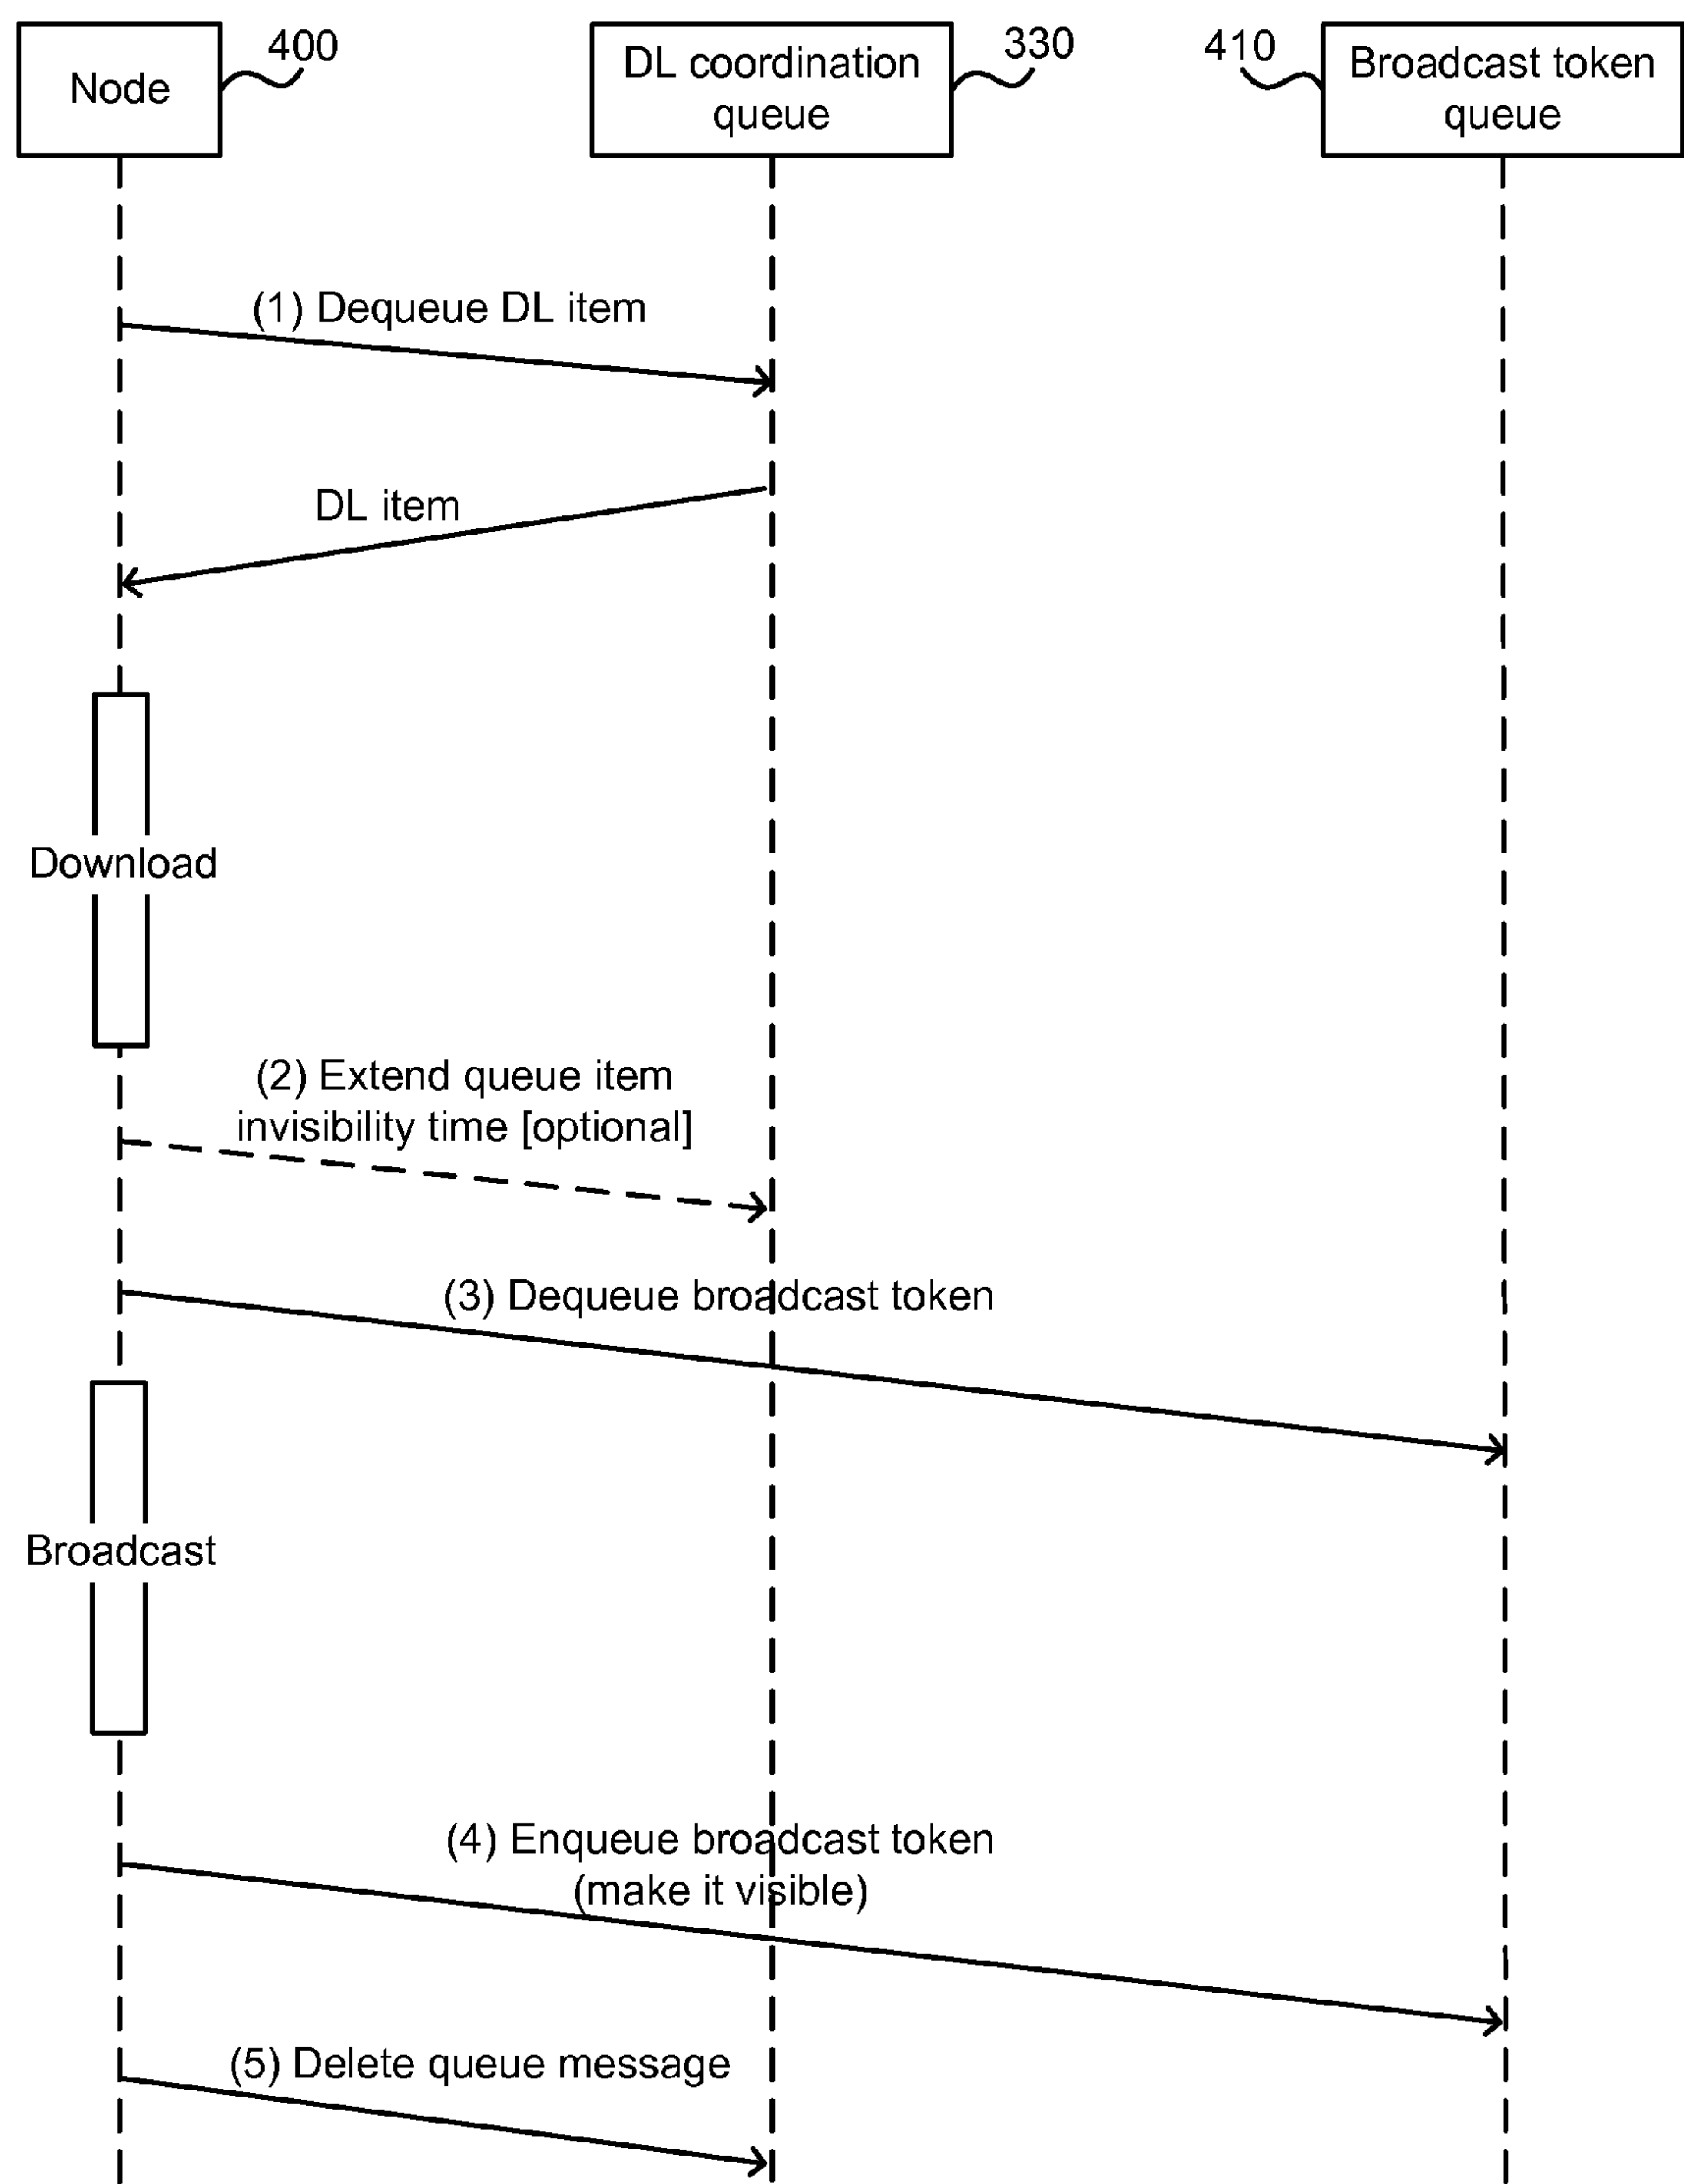 Node
400
DL coordination
queue
330
410
Broadcast token
queue
(1) Dequeue DL item
DL item
Download
(2) Extend queue item
invisibility time [optional]
(3) Dequeue broadcast token
Broadcast
(4) Enqueue broadcast token
(make it visible)
(5) Delete queue message